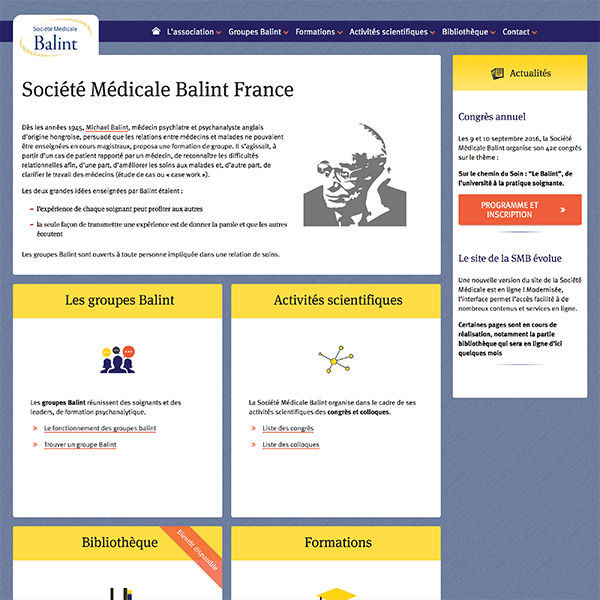 Société Médicale
Balint
L'association
Groupes Balint
Formations
Activités scientifiques
Bibliothèque
Contact
Société Médicale Balint France
Dès les années 1945, Michael Balint, médecin psychiatre et psychanalyste anglais
d'origine hongroise, persuadé que les relations entre médecins et malades ne pouvaient
être enseignées en cours magistraux, proposa une formation de groupe. Il s'agissait, à
partir d'un cas de patient rapporté par un médecin, de reconnaître les difficultés
relationnelles afin, d'une part, d'améliorer les soins aux malades et, d'autre part, de
clarifier le travail des médecins (étude de cas ou « case work »).
Les deux grandes idées enseignées par Balint étaient :
– l'expérience de chaque soignant peut profiter aux autres
– la seule façon de transmettre une expérience est de donner la parole et que les autres
écoutent
Les groupes Balint sont ouverts à toute personne impliquée dans une relation de soins.
Actualités
Congrès annuel
Les 9 et 10 septembre 2016, la Société
Médicale Balint organise son 42e congrès
sur le thème :
Sur le chemin du Soin : “Le Balint”, de
l'université à la pratique soignante.
PROGRAMME ET
INSCRIPTION
Le site de la SMB évolue
Une nouvelle version du site de la Société
Médicale est en ligne ! Modernisée,
l'interface permet l'accès facilité à de
nombreux contenus et services en ligne.
Certaines pages sont en cours de
réalisation, notamment la partie
bibliothèque qui sera en ligne d'ici
quelques mois
Les groupes Balint
Les groupes Balint réunissent des soignants et des
leaders, de formation psychanalytique.
» Le fonctionnement des groupes balint
» Trouver un groupe Balint
Activités scientifiques
La Société Médicale Balint organise dans le cadre de ses
activités scientifiques des congrès et colloques.
» Liste des congrès
» Liste des colloques
Bibliothèque
Bientôt disponible
Formations